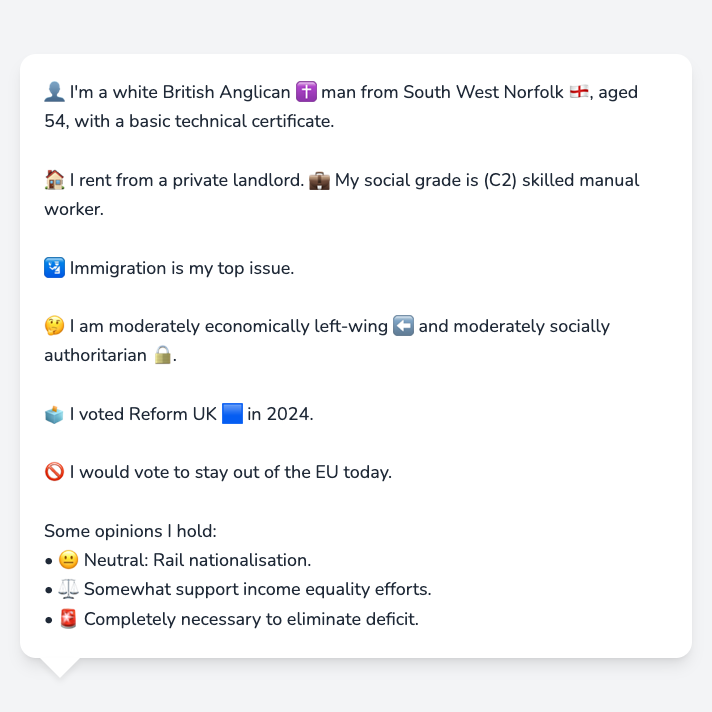 👤 I'm a white British Anglican ✝️ man from South West Norfolk 🏴󠁧󠁢󠁥󠁮󠁧󠁿, aged
54, with a basic technical certificate.
🏠 I rent from a private landlord. 💼 My social grade is (C2) skilled manual
worker.
🛂 Immigration is my top issue.
🤔 I am moderately economically left-wing ⬅️ and moderately socially
authoritarian 🔒.
🗳️ I voted Reform UK 🟦 in 2024.
🚫 I would vote to stay out of the EU today.
Some opinions I hold:
• 😐 Neutral: Rail nationalisation.
• ⚖️ Somewhat support income equality efforts.
• 🚨 Completely necessary to eliminate deficit.